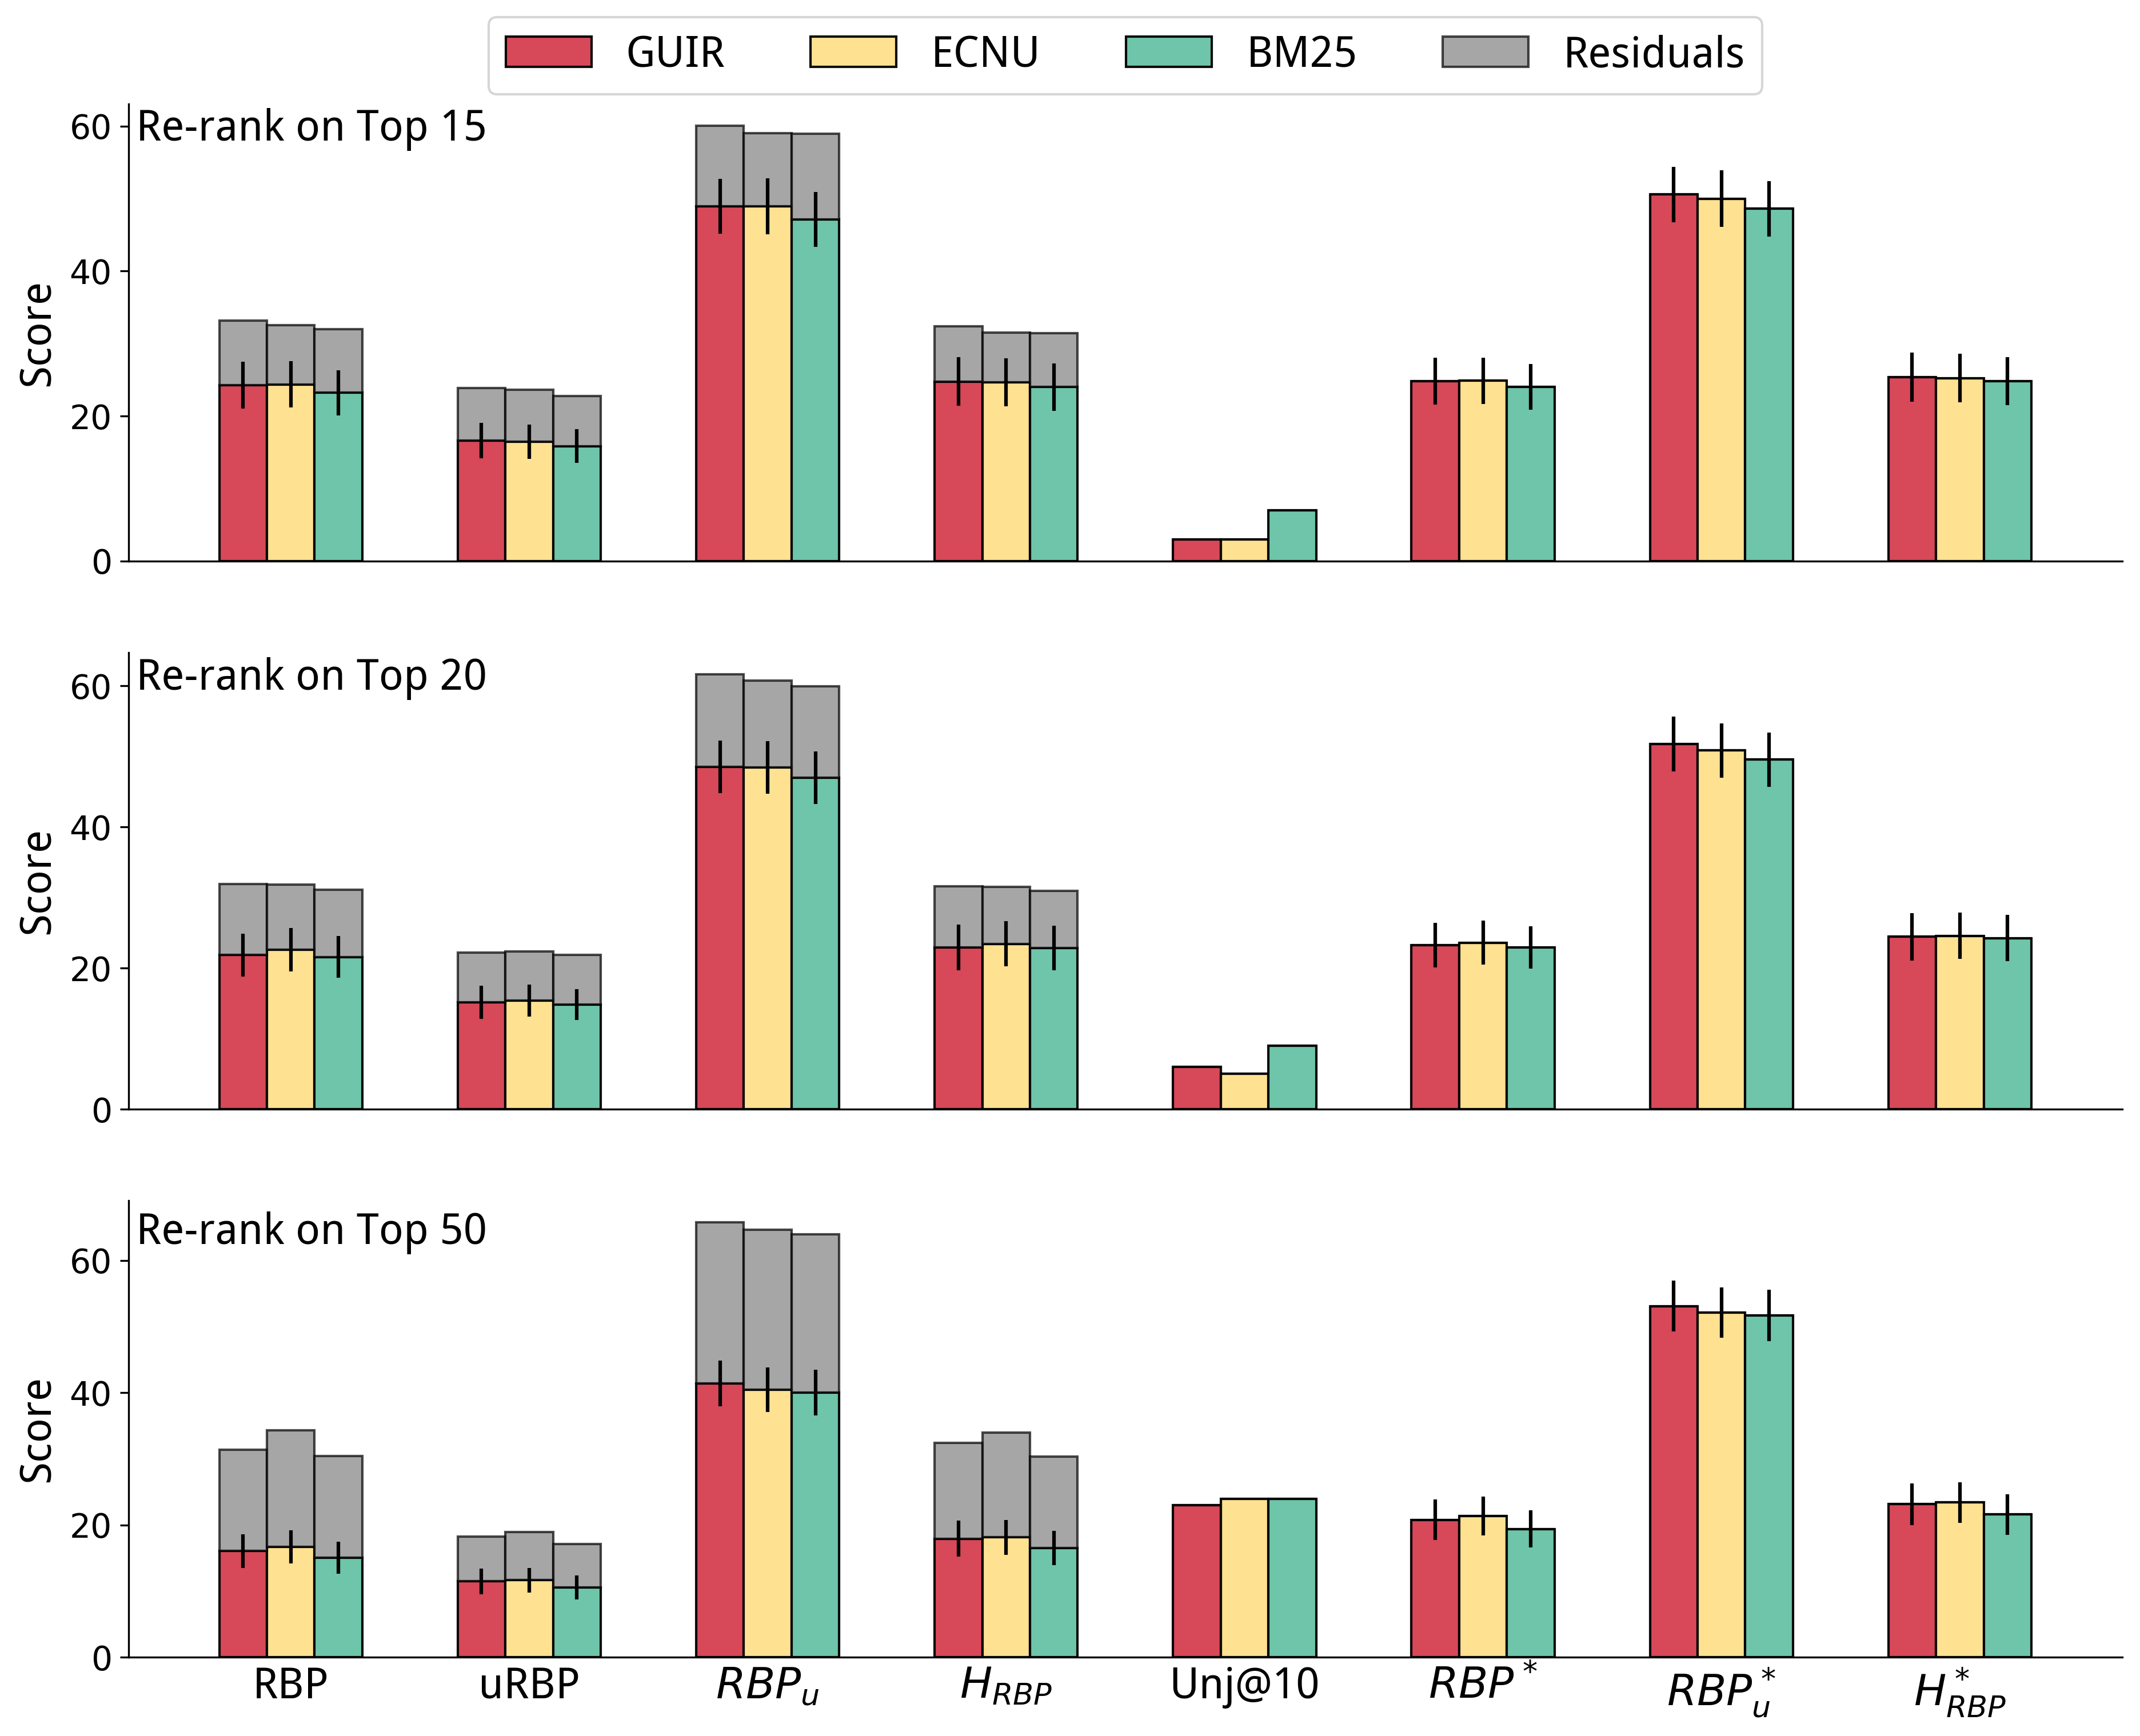 GUIR ECNU BM25 Residuals
Re-rank on Top 15
Score
60
40
20
0
Re-rank on Top 20
Score
60
40
20
0
Re-rank on Top 50
Score
60
40
20
0
RBP uRBP RBP_u H_RBP Unj@10 RBP* RBP*_u H*_RBP